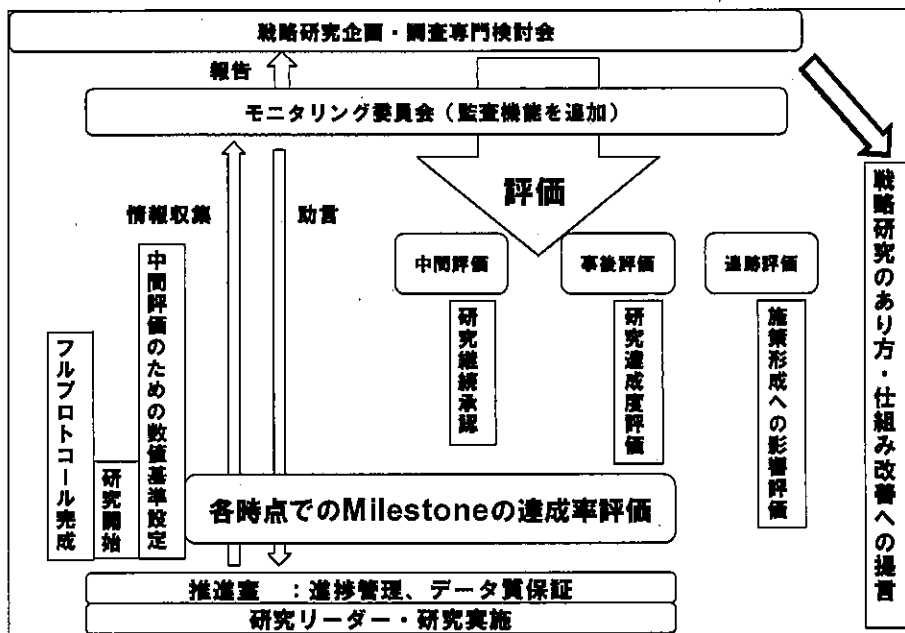 戦略研究企画・調査専門検討会
報告
モニタリング委員会(監査機能を追加)
評価
情報収集
助言
中間評価
事後評価
追跡評価
戦略研究のあり方・仕組み改善への提言
フルプロトコール完成
研究開始
中間評価のための数値基準設定
研究継続承認
研究達成度評価
施策形成への影響評価
各時点でのMilestoneの達成率評価
推進室 :進捗管理、データ質保証
研究リーダー・研究実施